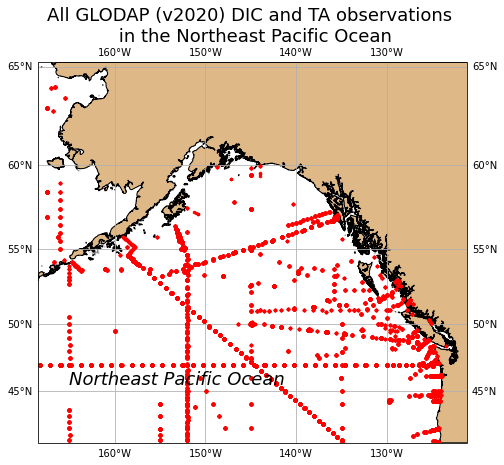 All GLODAP (v2020) DIC and TA observations
in the Northeast Pacific Ocean
160°W 150°W 140°W 130°W
65°N 65°N
60°N 60°N
55°N 55°N
50°N 50°N
Northeast Pacific Ocean
45°N 45°N
160°W 150°W 140°W 130°W